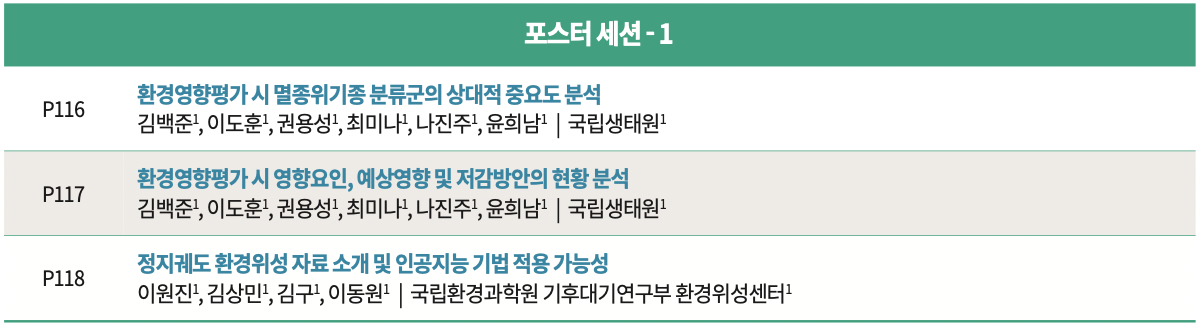 포스터 세션 - 1
P116
환경영향평가 시 멸종위기종 분류군의 상대적 중요도 분석
김백준¹, 이도훈¹, 권용성¹, 최미나¹, 나진주¹, 윤희남¹ | 국립생태원¹
P117
환경영향평가 시 영향요인, 예상영향 및 저감방안의 현황 분석
김백준¹, 이도훈¹, 권용성¹, 최미나¹, 나진주¹, 윤희남¹ | 국립생태원¹
P118
정지궤도 환경위성 자료 소개 및 인공지능 기법 적용 가능성
이원진¹, 김상민¹, 김구¹, 이동원¹ | 국립환경과학원 기후대기연구부 환경위성센터¹